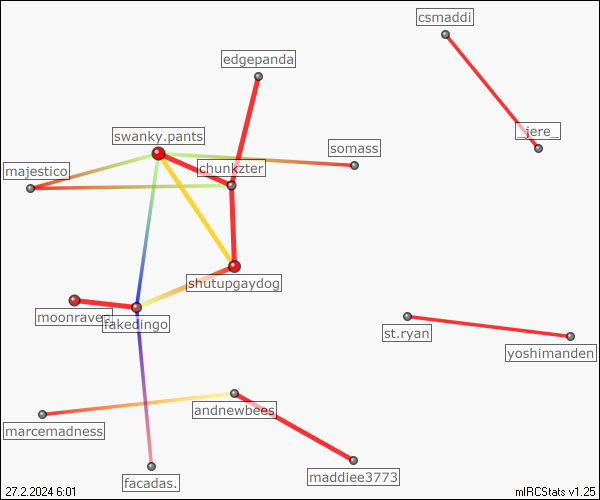 csmaddi
edgepanda
_jere_
swanky.pants
somass
majestico
chunkzter
shutupgaydog
moonraven
fakedingo
st.ryan
yoshimanden
andnewbees
marcemadness
facadas.
maddiee3773
27.2.2024 6:01
mIRCStats v1.25